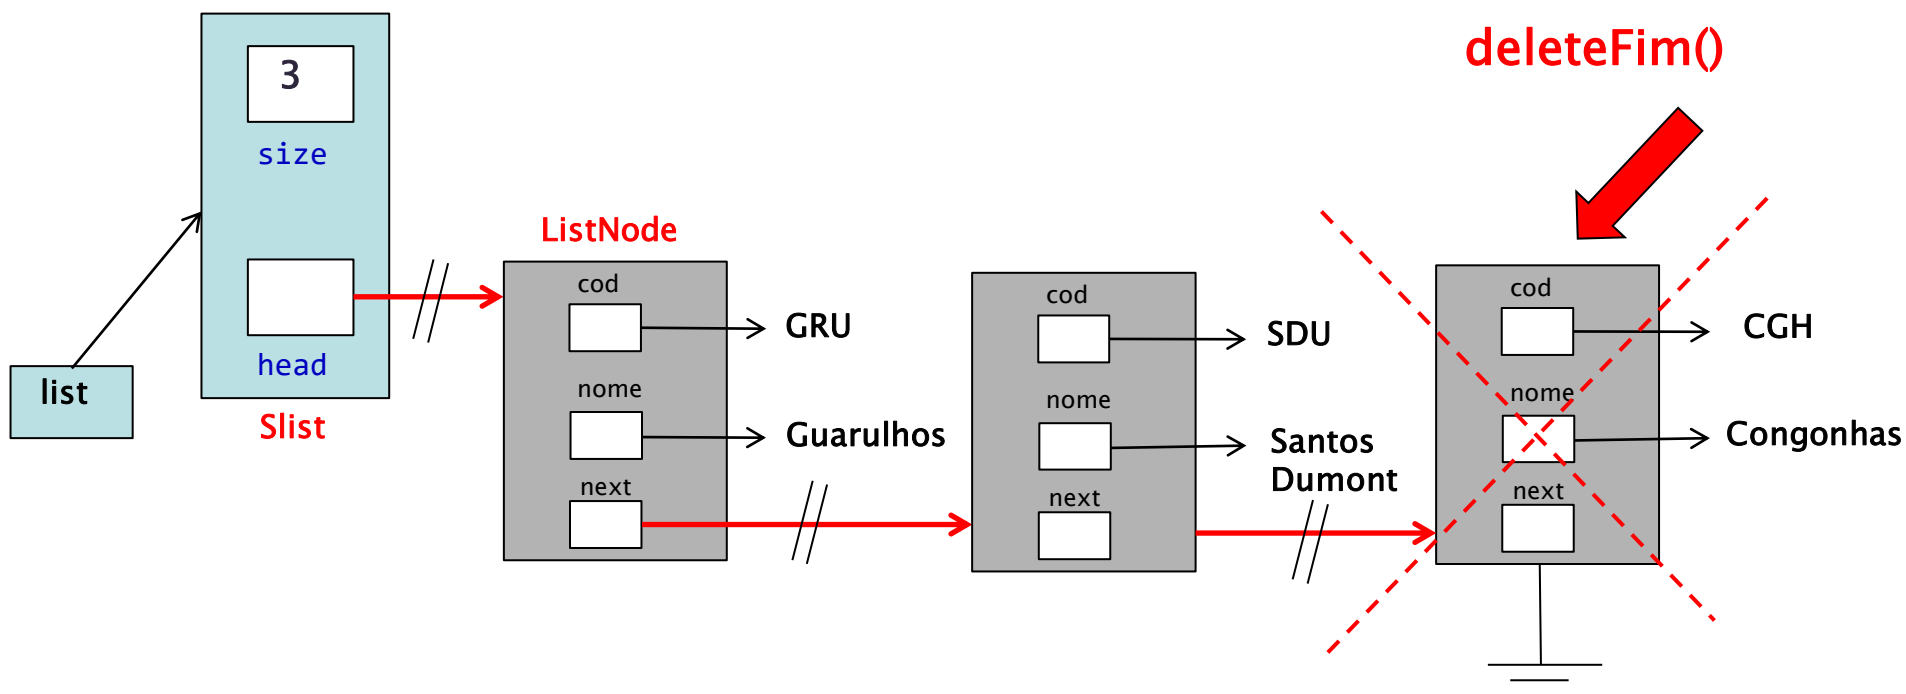 deleteFim()
3
size
head
Slist
list
ListNode
cod
GRU
nome
Guarulhos
next
cod
SDU
nome
Santos
Dumont
next
cod
CGH
nome
Congonhas
next